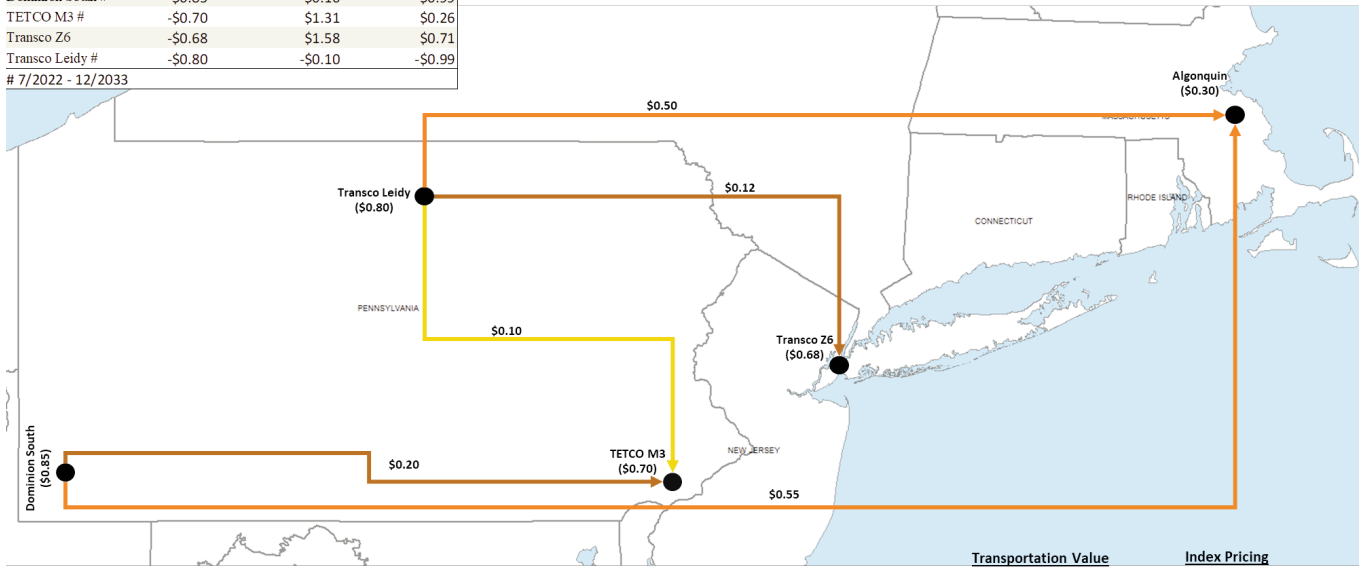 TETCO M3 # -$0.70 $1.31 $0.26
Transco Z6 -$0.68 $1.58 $0.71
Transco Leidy # -$0.80 -$0.10 -$0.99
# 7/2022 - 12/2033
Algonquin
($0.30)
$0.50
MASSACHUSETTS
Transco Leidy
($0.80)
$0.12
RHODE ISLAND
CONNECTICUT
PENNSYLVANIA
$0.10
Transco Z6
($0.68)
Dominion South
($0.85)
$0.20
TETCO M3
($0.70)
NEW JERSEY
$0.55
Transportation Value
Index Pricing